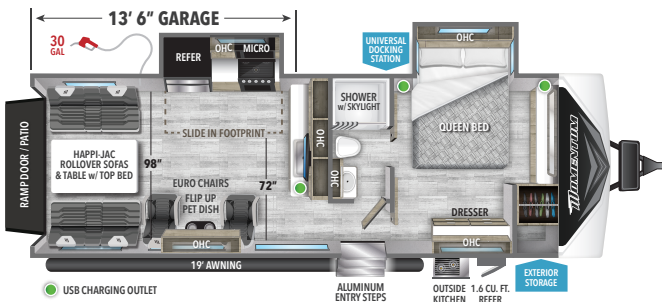 13' 6" GARAGE
30
GAL
REFER
OHC
MICRO
UNIVERSAL
DOCKING
STATION
OHC
SHOWER
w/ SKYLIGHT
QUEEN BED
SLIDE IN FOOTPRINT
RAMP DOOR / PATIO
HAPPI-JAC
ROLLOVER SOFAS
& TABLE w/ TOP BED
98"
EURO CHAIRS
FLIP UP
PET DISH
72"
OHC
OHC
OHC
DRESSER
OHC
MOMENTUM
19' AWNING
USB CHARGING OUTLET
ALUMINUM
ENTRY STEPS
OUTSIDE
KITCHEN
1.6 CU. FT.
REFER
EXTERIOR
STORAGE